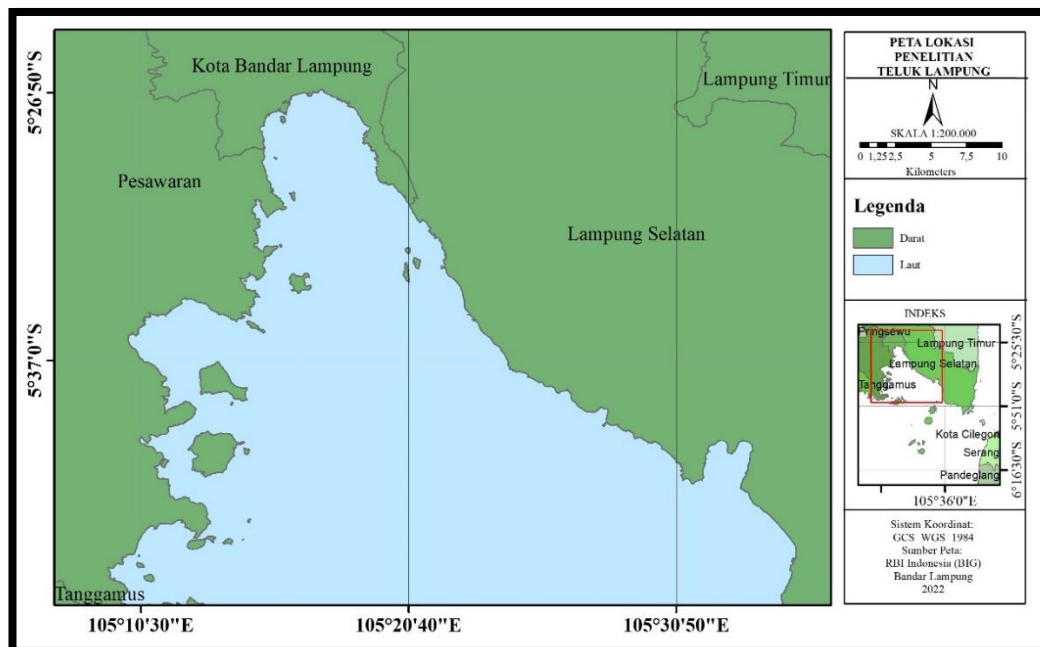 Kota Bandar Lampung
Lampung Timur
Pesawaran
Lampung Selatan
Tanggamus
5°26'50"S
5°37'0"S
105°10'30"E
105°20'40"E
105°30'50"E
PETA LOKASI
PENELITIAN
TELUK LAMPUNG
N
SKALA 1:200.000
0 1,25 2,5 5 7,5 10
Kilometers
Legenda
Darat
Laut
INDEKS
Pringsewu
Lampung Timur
Lampung Selatan
Tanggamus
Kota Cilegon
Serang
Pandeglang
5°25'30"S
5°51'0"S
6°16'30"S
105°36'0"E
Sistem Koordinat:
GCS WGS 1984
Sumber Peta:
RBI Indonesia (BIG)
Bandar Lampung
2022